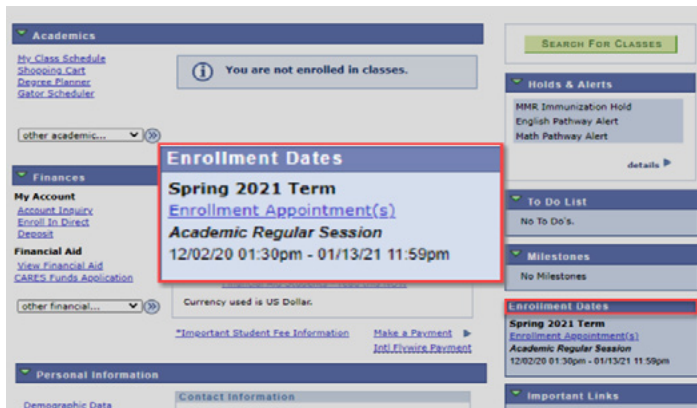 Academics
My Class Schedule
Shopping Cart
Degree Planner
Gator Scheduler
other academic...
You are not enrolled in classes.
Finances
My Account
Account Inquiry
Enroll In Direct
Deposit
Financial Aid
View Financial Aid
CARES Funds Application
other financial...
Enrollment Dates
Spring 2021 Term
Enrollment Appointment(s)
Academic Regular Session
12/02/20 01:30pm - 01/13/21 11:59pm
Currency used is US Dollar.
*Important Student Fee Information
Make a Payment
Intl Flywire Payment
Personal Information
Demographic Data
Contact Information
SEARCH FOR CLASSES
Holds & Alerts
MMR Immunization Hold
English Pathway Alert
Math Pathway Alert
details
To Do List
No To Do's.
Milestones
No Milestones
Enrollment Dates
Spring 2021 Term
Enrollment Appointment(s)
Academic Regular Session
12/02/20 01:30pm - 01/13/21 11:59pm
Important Links